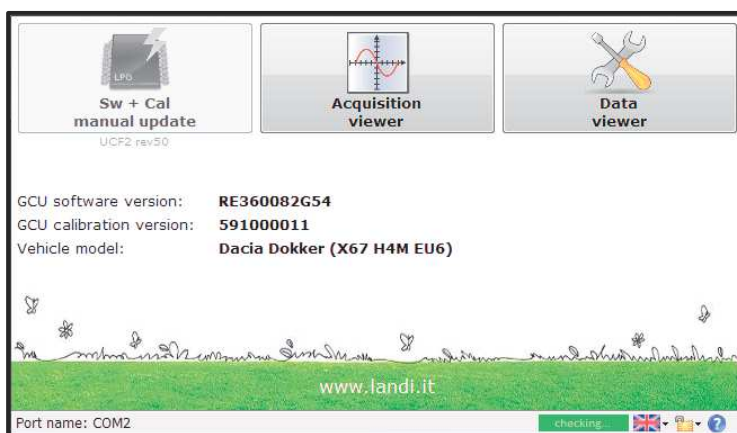 LPG
Sw + Cal
manual update
UCF2 rev50
Acquisition
viewer
Data
viewer
GCU software version: RE360082G54
GCU calibration version: 591000011
Vehicle model: Dacia Dokker (X67 H4M EU6)
www.landi.it
Port name: COM2
checking...
?